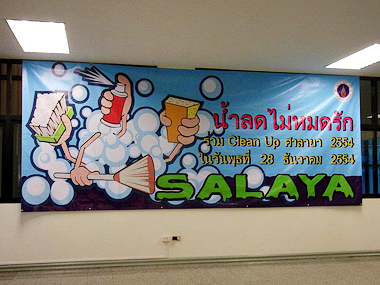 น้ำลดไม่หมดรัก
ร่วม Clean Up ศาลายา 2554
ในวันพุธที่ 28 ธันวาคม 2554
SALAYA